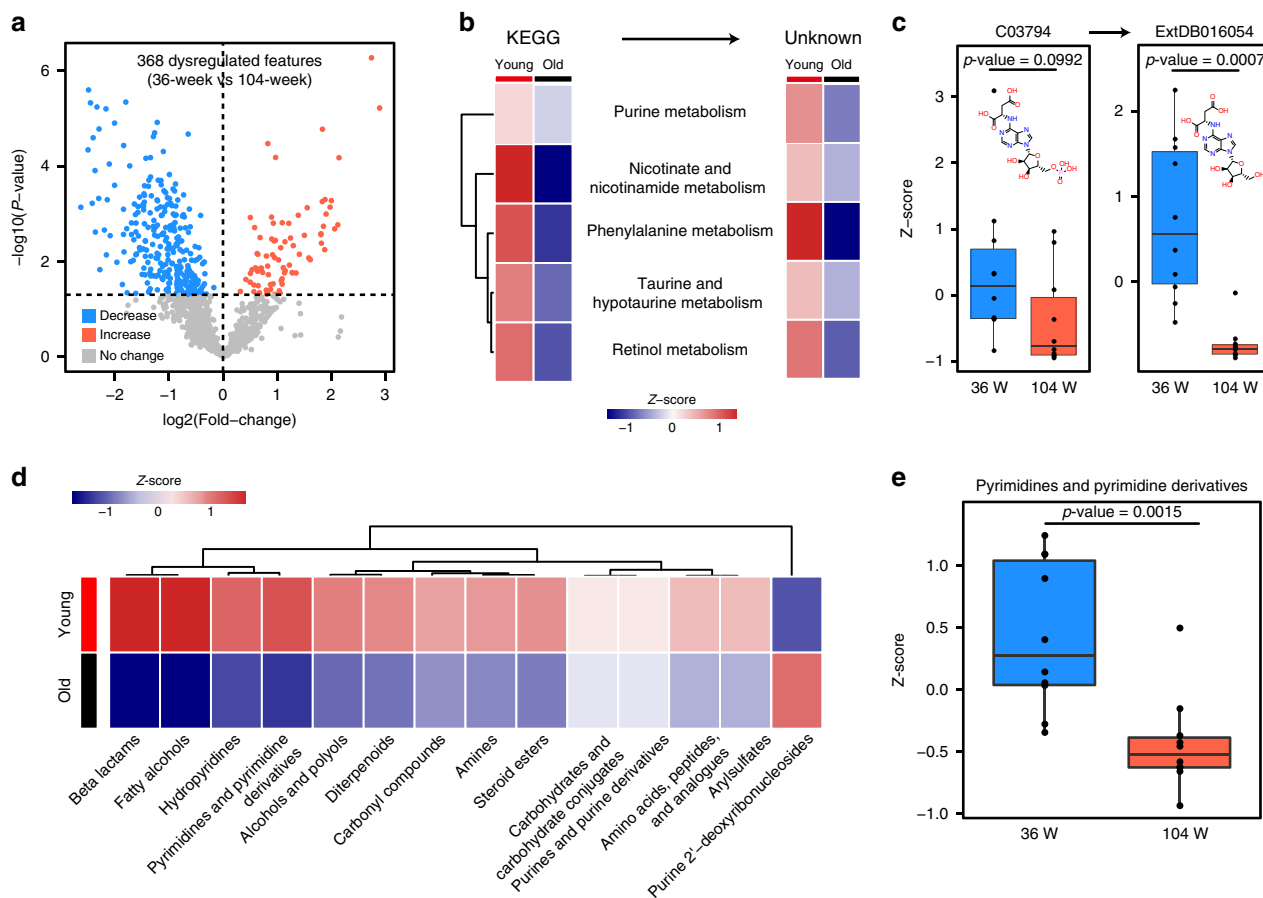 a
368 dysregulated features
(36-week vs 104-week)
6
4
2
0
−log10(P−value)
Decrease
Increase
No change
−2
−1
0
1
2
3
log2(Fold−change)
b
KEGG
Unknown
Young
Old
Young
Old
Purine metabolism
Nicotinate and
nicotinamide metabolism
Phenylalanine metabolism
Taurine and
hypotaurine metabolism
Retinol metabolism
Z−score
−1
0
1
c
C03794
ExtDB016054
p-value = 0.0992
p-value = 0.0007
Z−score
3
2
1
0
−1
2
1
0
36 W
104 W
36 W
104 W
d
Z-score
−1
0
1
Young
Old
Beta lactams
Fatty alcohols
Hydropyridines
Pyrimidines and pyrimidine
derivatives
Alcohols and polyols
Diterpenoids
Carbonyl compounds
Amines
Steroid esters
Carbohydrates and
carbohydrate conjugates
Purines and purine derivatives
Amino acids, peptides,
and analogues
Arylsulfates
Purine 2'−deoxyribonucleosides
e
Pyrimidines and pyrimidine derivatives
p-value = 0.0015
Z-score
1.0
0.5
0.0
−0.5
−1.0
36 W
104 W